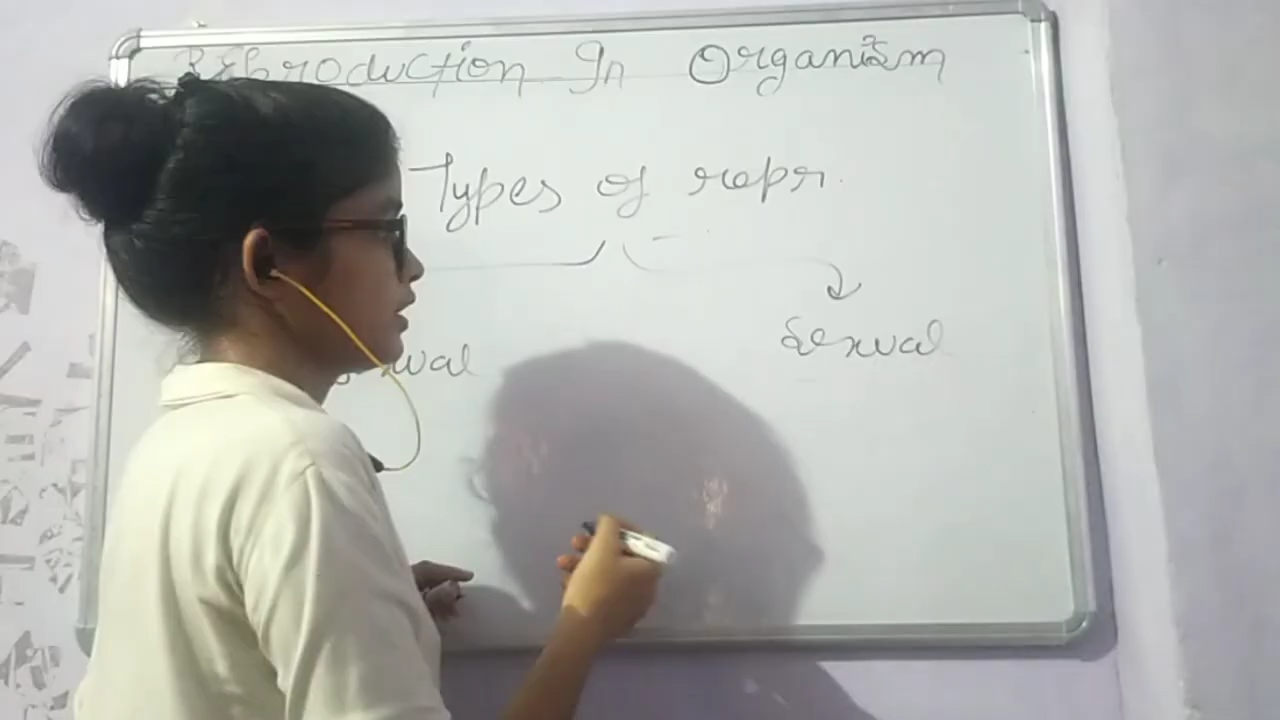 Reproduction In Organism
Types of repr.
Sexual